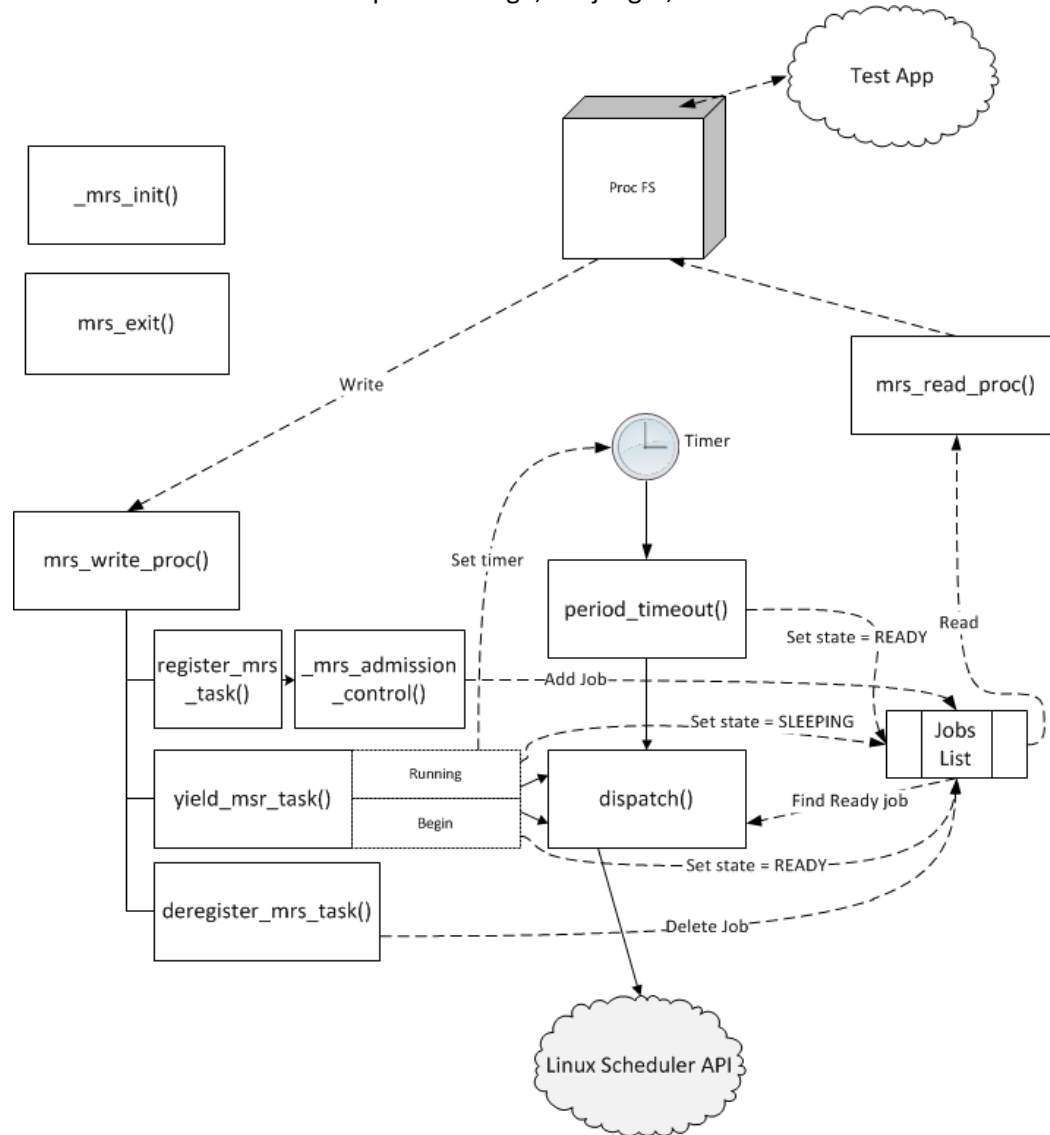 Test App
Proc FS
_mrs_init()
mrs_exit()
mrs_read_proc()
Write
Timer
mrs_write_proc()
Set timer
period_timeout()
Set state = READY
Read
register_mrs
_task()
_mrs_admission
_control()
Add Job
Set state = SLEEPING
Jobs
List
yield_msr_task()
Running
Begin
dispatch()
Find Ready job
Set state = READY
deregister_mrs_task()
Delete Job
Linux Scheduler API